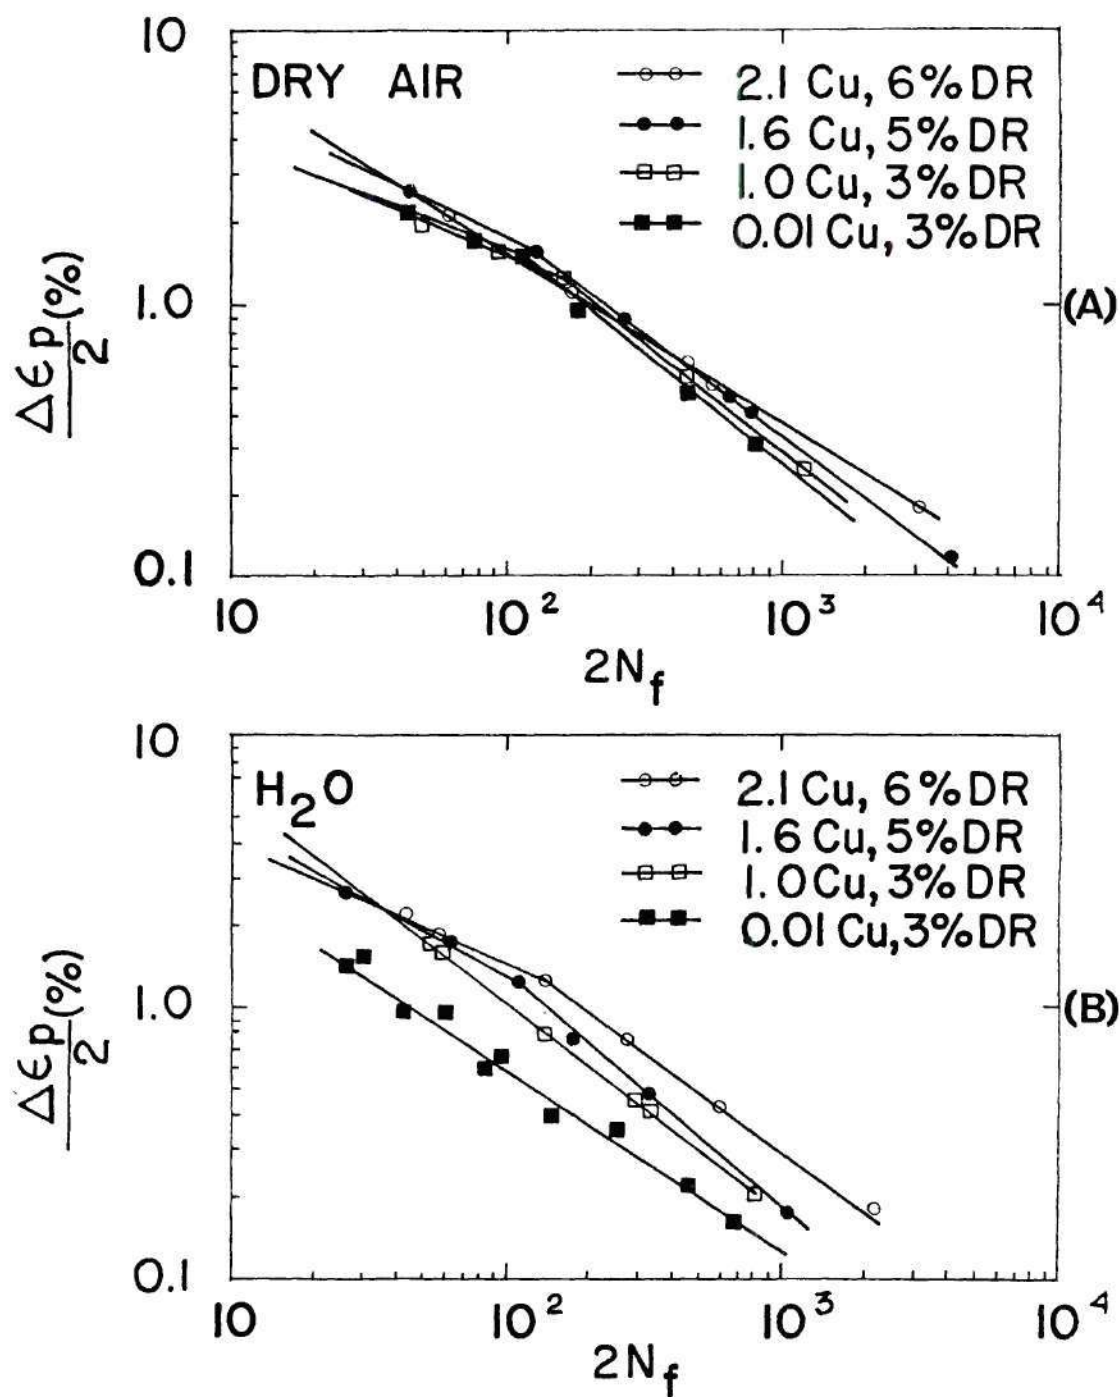 10
DRY AIR
2.1 Cu, 6% DR
1.6 Cu, 5% DR
1.0 Cu, 3% DR
0.01 Cu, 3% DR
1.0
(A)
Δϵp/2 (%)
0.1
10
10²
10³
10⁴
2N_f
10
H₂O
2.1 Cu, 6% DR
1.6 Cu, 5% DR
1.0 Cu, 3% DR
0.01 Cu, 3% DR
1.0
(B)
Δϵp/2 (%)
0.1
10
10²
10³
10⁴
2N_f